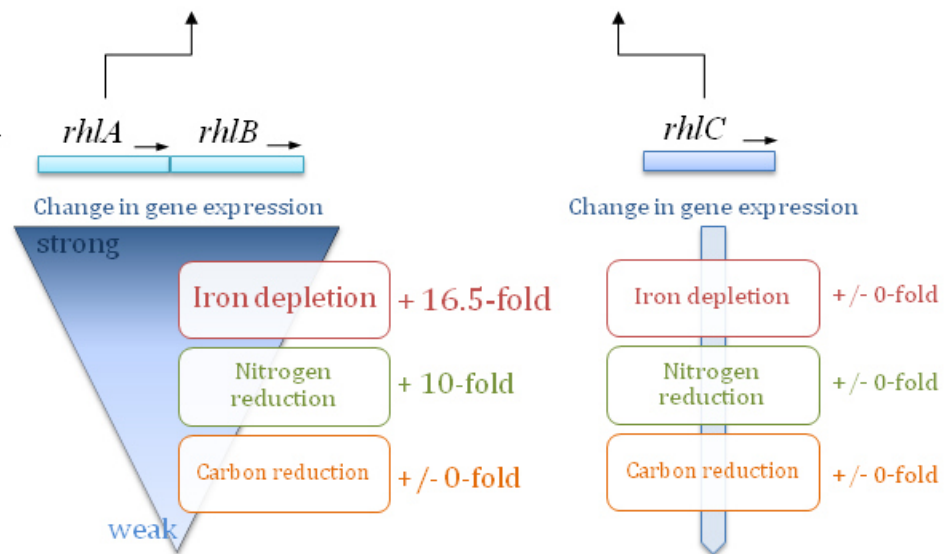 rhlA
rhlB
rhlC
Change in gene expression
strong
Iron depletion
+ 16.5-fold
Nitrogen
reduction
+ 10-fold
Carbon reduction
+/- 0-fold
weak
Change in gene expression
Iron depletion
+/- 0-fold
Nitrogen
reduction
+/- 0-fold
Carbon reduction
+/- 0-fold